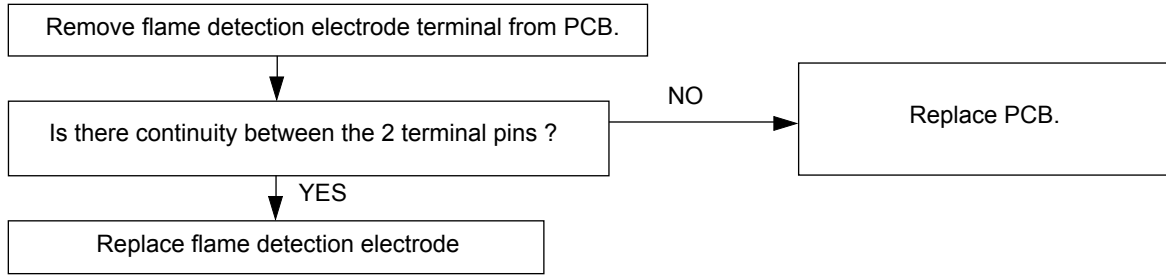 Remove flame detection electrode terminal from PCB.
NO
Is there continuity between the 2 terminal pins ?
Replace PCB.
YES
Replace flame detection electrode